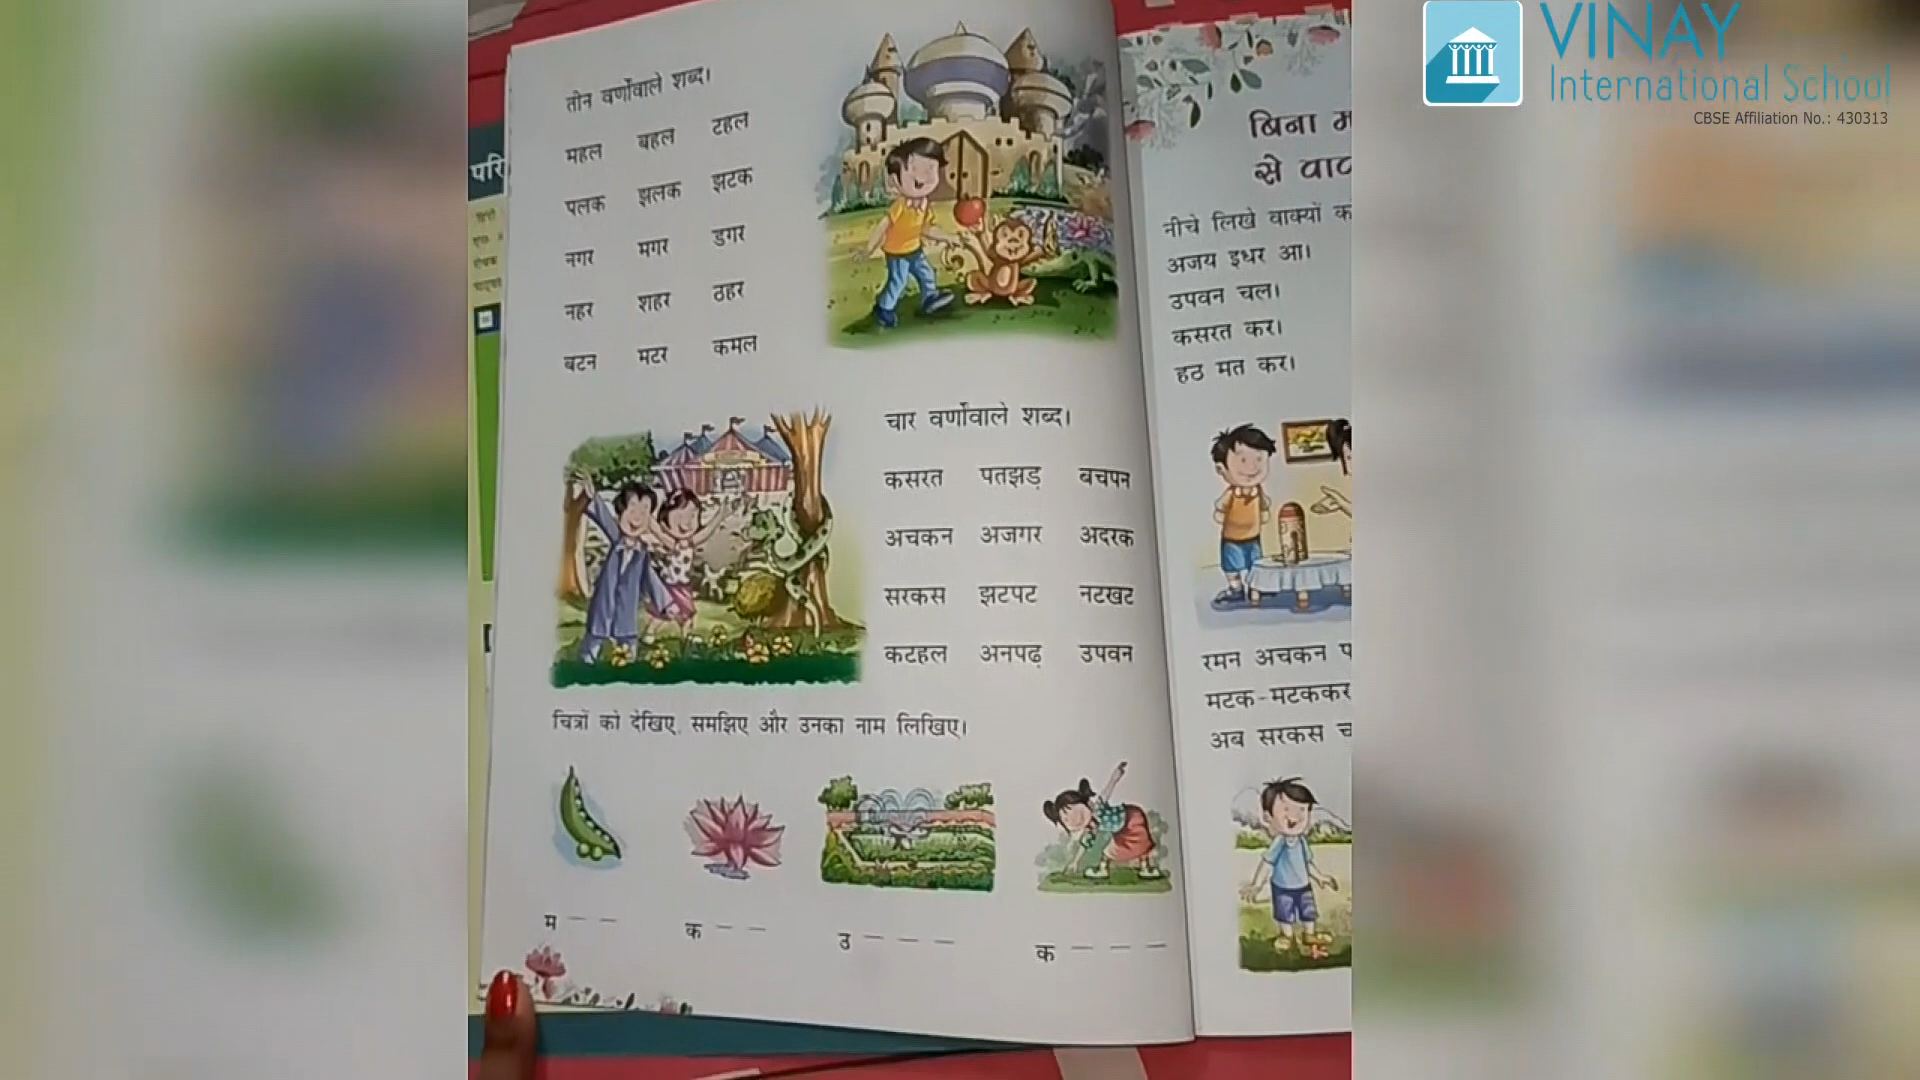 VINAY
International School
CBSE Affiliation No.: 430313
परि
तीन वर्णोंवाले शब्द।
महल बहल टहल
पलक झलक झटक
नगर मगर डगर
नहर शहर ठहर
बटन मटर कमल
चार वर्णोंवाले शब्द।
कसरत पतझड़ बचपन
अचकन अजगर अदरक
सरकस झटपट नटखट
कटहल अनपढ़ उपवन
चित्रों को देखिए, समझिए और उनका नाम लिखिए।
म _ _ क _ _ उ _ _ _ क _ _ _
बिना म
से वाव
नीचे लिखे वाक्यों क
अजय इधर आ।
उपवन चल।
कसरत कर।
हठ मत कर।
रमन अचकन प
मटक-मटककर
अब सरकस च